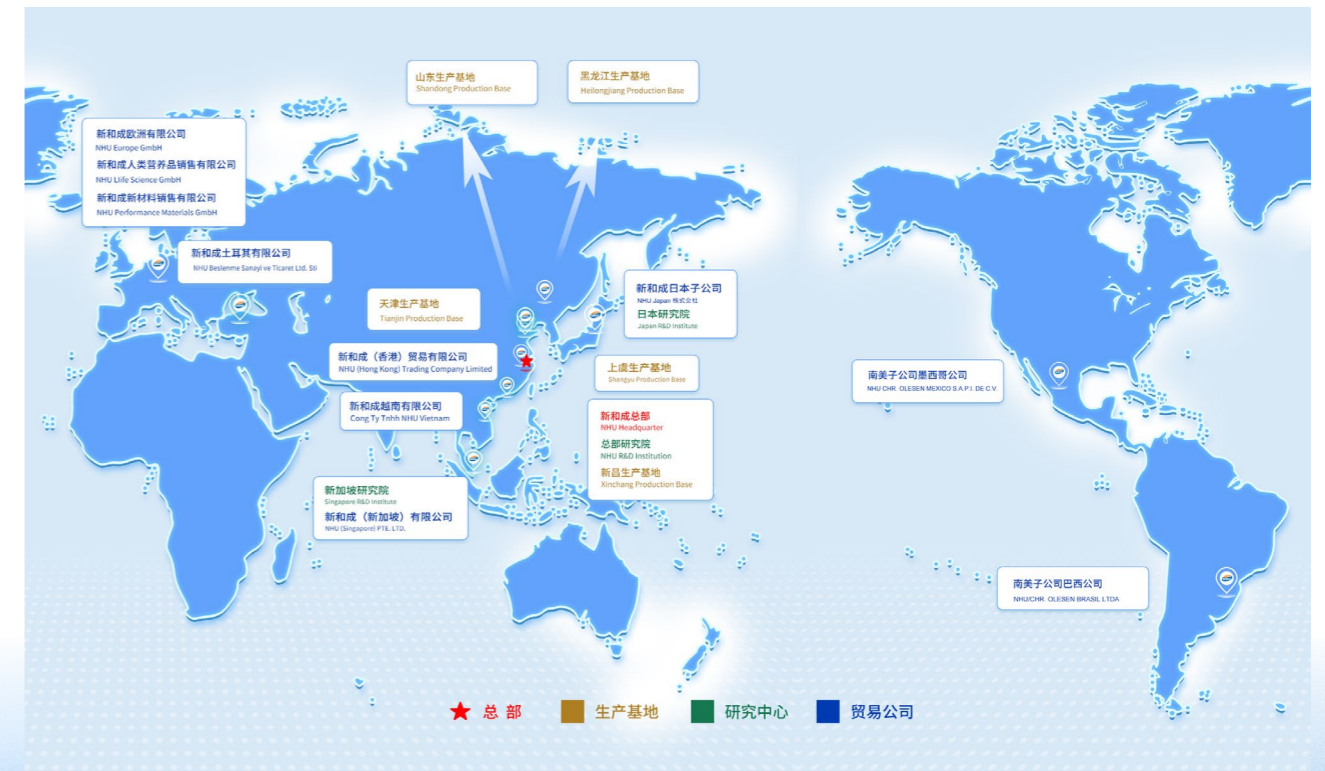 山东生产基地
Shandong Production Base
黑龙江生产基地
Heilongjiang Production Base
新和成欧洲有限公司
NHU Europe GmbH
新和成人类营养品销售有限公司
NHU LIife Science GmbH
新和成新材料销售有限公司
NHU Performance Materials GmbH
新和成土耳其有限公司
NHU Beslenme Sanayi ve Ticaret Ltd. Sti
天津生产基地
Tianjin Production Base
新和成日本子公司
NHU Japan 株式会社
日本研究院
Japan R&D Institute
新和成（香港）贸易有限公司
NHU (Hong Kong) Trading Company Limited
上虞生产基地
Shangyu Production Base
南美子公司墨西哥公司
NHU CHR. OLESEN MEXICO S.A.P.I. DE C.V.
新和成越南有限公司
Cong Ty Tnhh NHU Vietnam
新和成总部
NHU Headquarter
总部研究院
NHU R&D Institution
新昌生产基地
Xinchang Production Base
新加坡研究院
Singapore R&D Institute
新和成（新加坡）有限公司
NHU (Singapore) PTE. LTD.
南美子公司巴西公司
NHU/CHR. OLESEN BRASIL LTDA
总 部
生产基地
研究中心
贸易公司